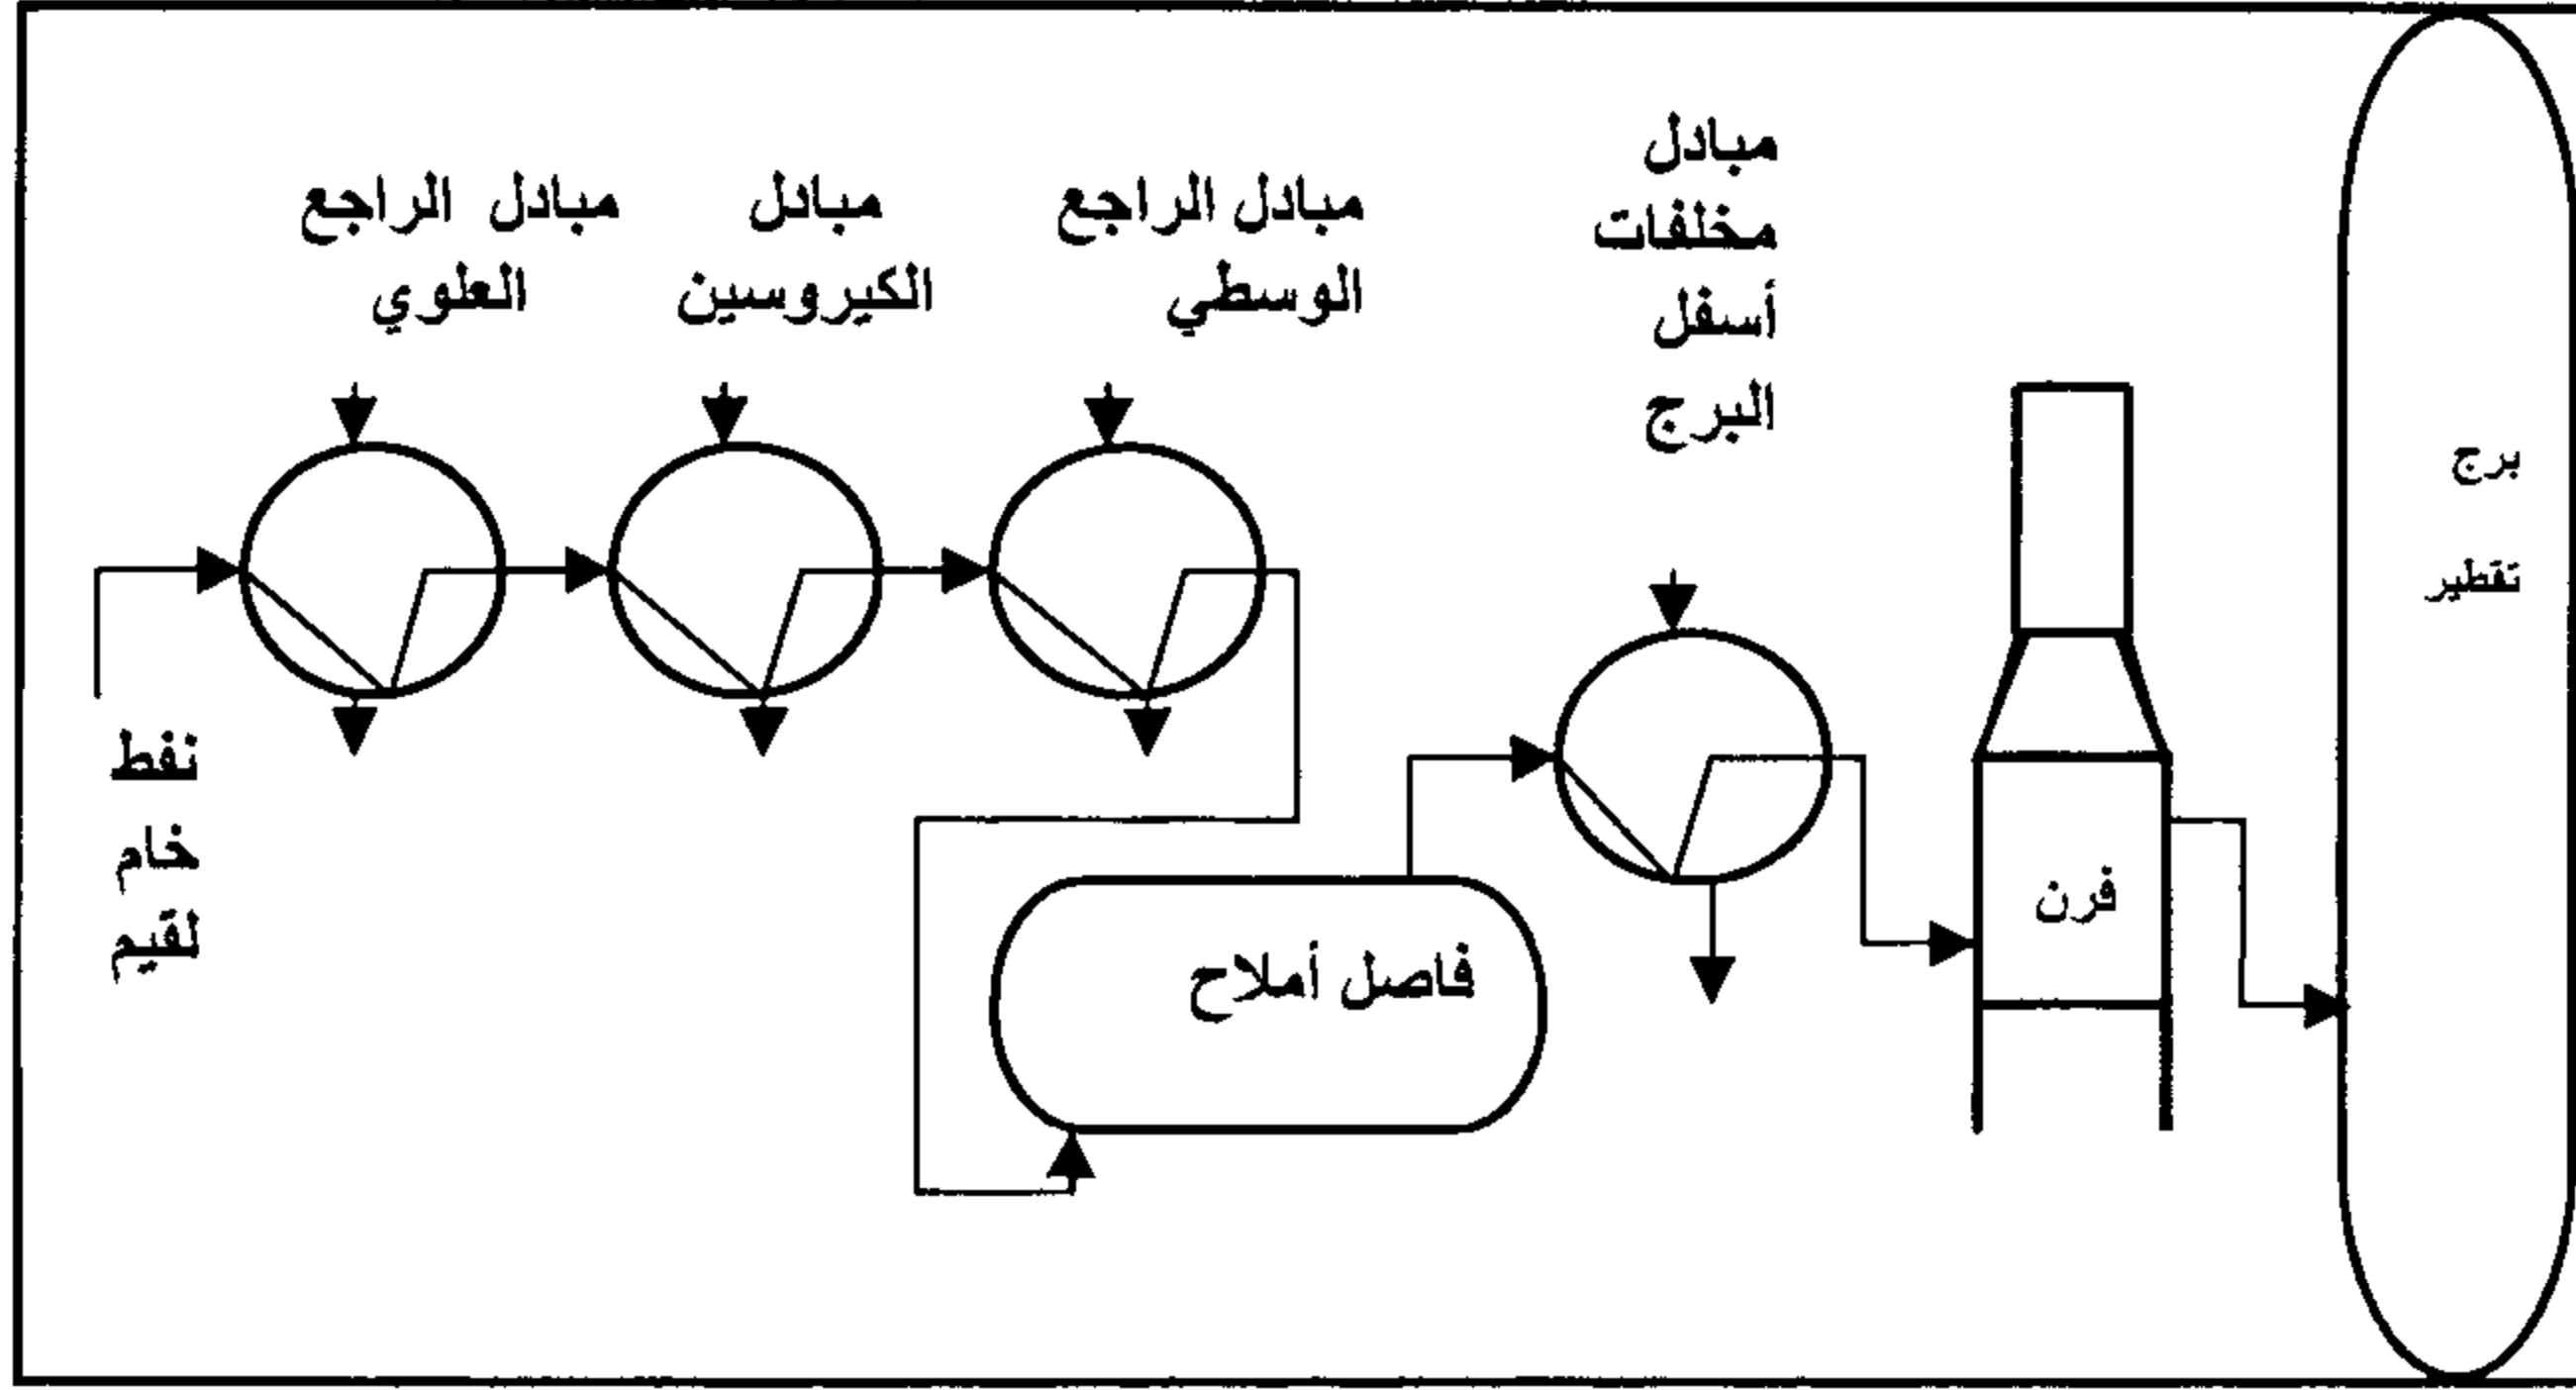 مبادل الراجع
العلوي
مبادل
الكيروسين
مبادل الراجع
الوسطي
مبادل
مخلفات
أسفل
البرج
برج
تقطير
نفط
خام
لقيم
فاصل أملاح
فرن